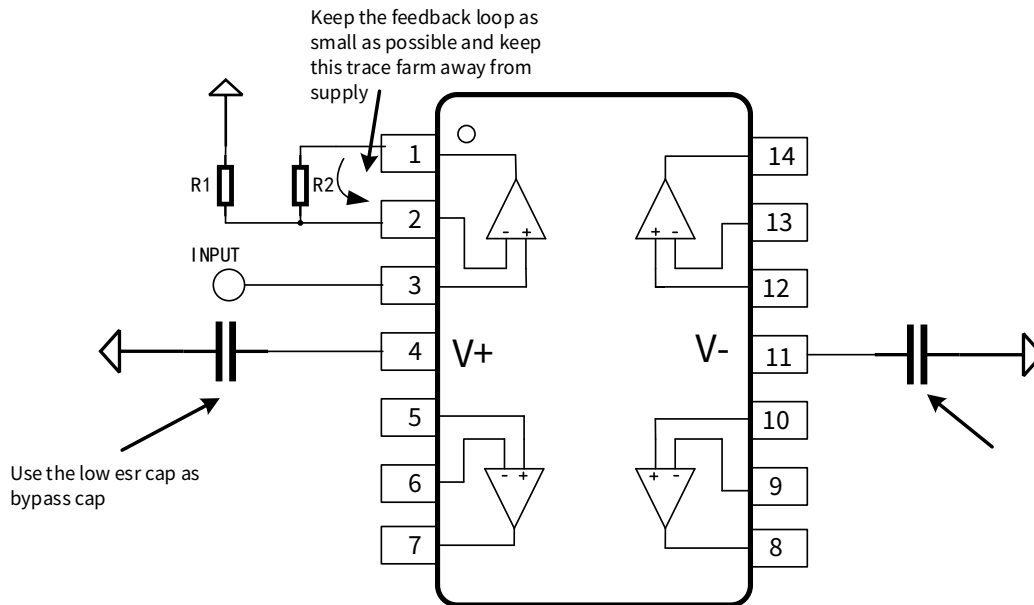 Keep the feedback loop as
small as possible and keep
this trace farm away from
supply
R1
R2
INPUT
1
2
3
4
5
6
7
V+
V-
14
13
12
11
10
9
8
- +
+ -
- +
+ -
Use the low esr cap as
bypass cap